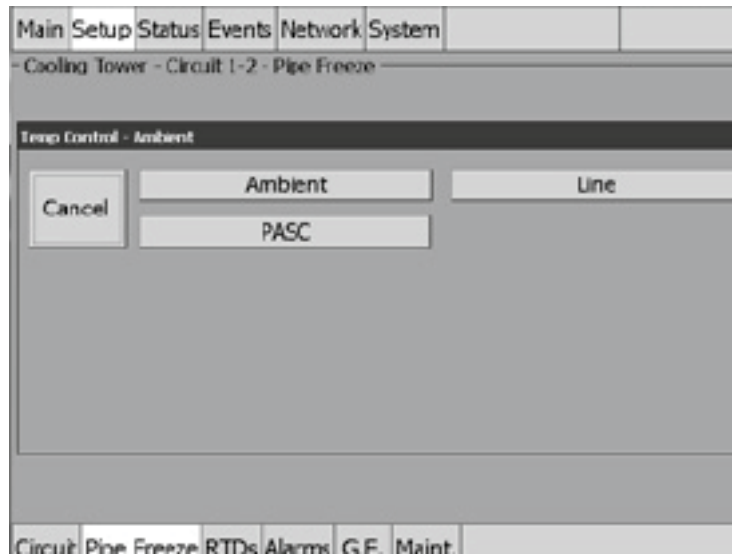 Main Setup Status Events Network System
Cooling Tower - Circuit 1-2 - Pipe Freeze
Temp Control - Ambient
Cancel
Ambient
Line
PASC
Circuit Pipe Freeze RTDs Alarms G.F. Maint.